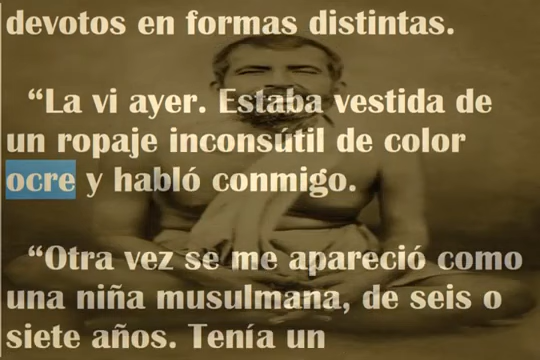 devotos en formas distintas.
“La vi ayer. Estaba vestida de
un ropaje inconsútil de color
ocre y habló conmigo.
“Otra vez se me apareció como
una niña musulmana, de seis o
siete años. Tenía un